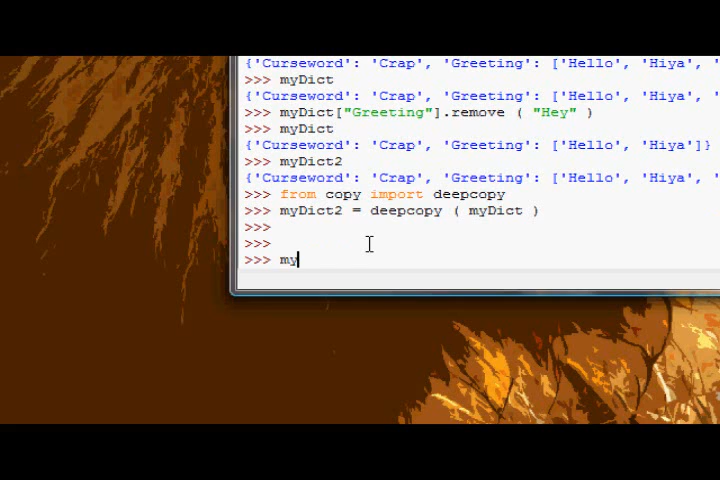 {'Curseword': 'Crap', 'Greeting': ['Hello', 'Hiya', '
>>> myDict
{'Curseword': 'Crap', 'Greeting': ['Hello', 'Hiya', '
>>> myDict["Greeting"].remove ( "Hey" )
>>> myDict
{'Curseword': 'Crap', 'Greeting': ['Hello', 'Hiya']}
>>> myDict2
{'Curseword': 'Crap', 'Greeting': ['Hello', 'Hiya', '
>>> from copy import deepcopy
>>> myDict2 = deepcopy ( myDict )
>>>
>>>
>>> my